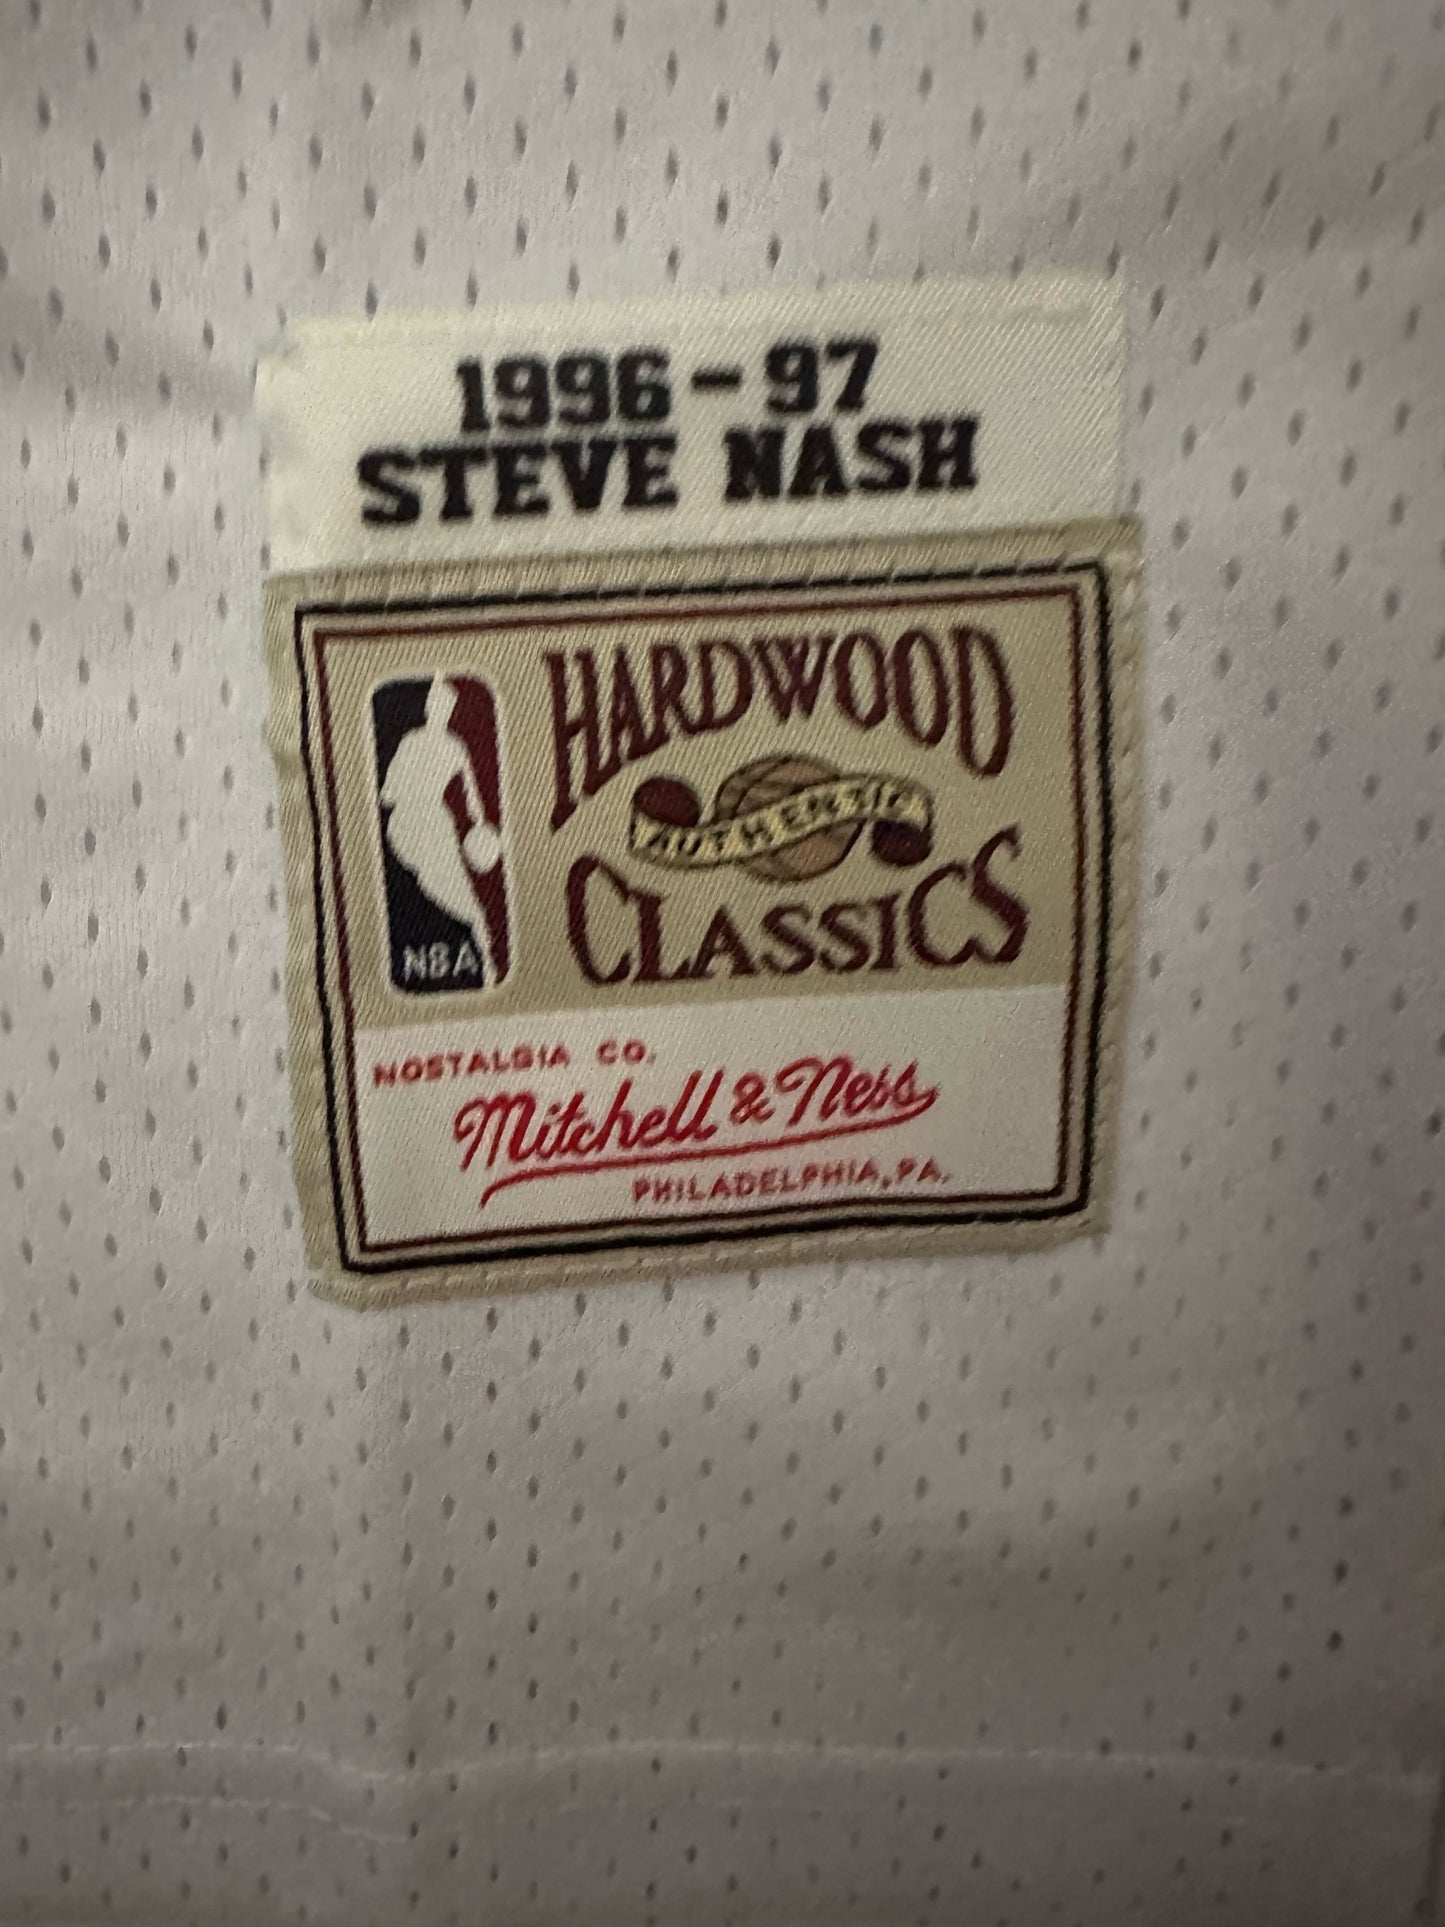 1996-97
STEVE NASH
HARDWOOD
AUTHENTIC
CLASSICS
NBA
NOSTALGIA CO.
Mitchell & Ness
PHILADELPHIA, PA.